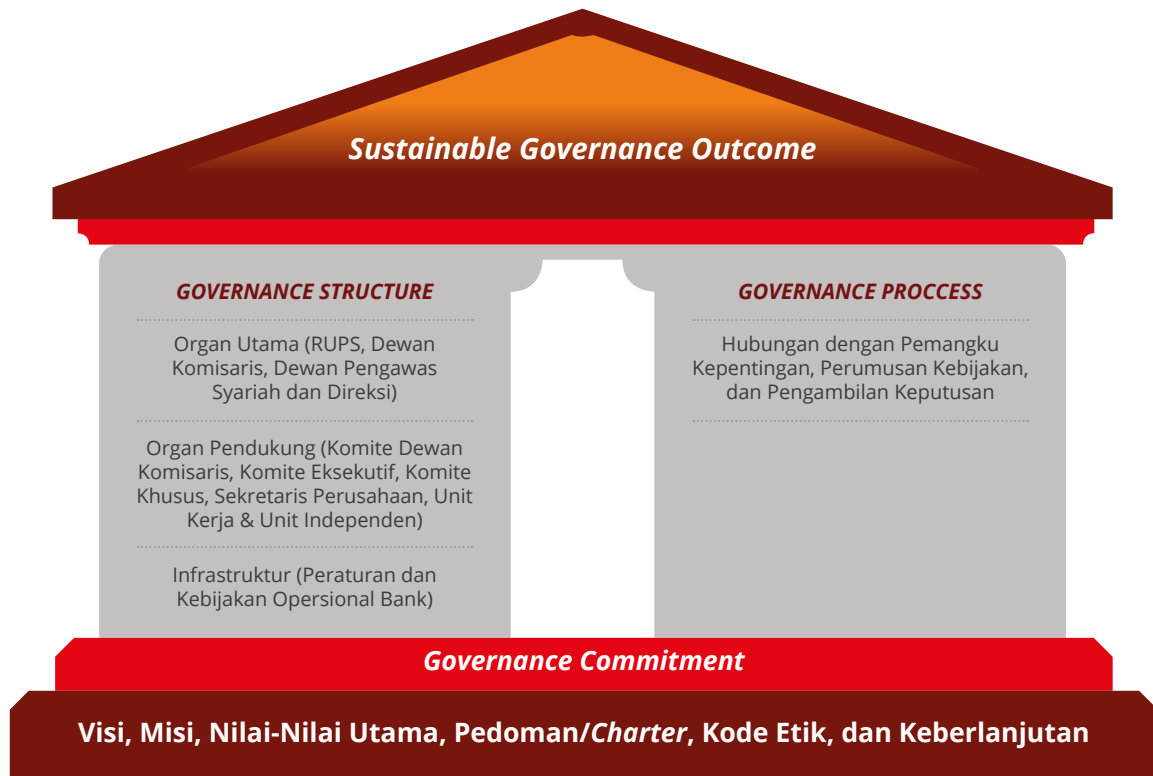 Sustainable Governance Outcome
GOVERNANCE STRUCTURE
Organ Utama (RUPS, Dewan
Komisaris, Dewan Pengawas
Syariah dan Direksi)
Organ Pendukung (Komite Dewan
Komisaris, Komite Eksekutif, Komite
Khusus, Sekretaris Perusahaan, Unit
Kerja & Unit Independen)
Infrastruktur (Peraturan dan
Kebijakan Opersional Bank)
GOVERNANCE PROCCESS
Hubungan dengan Pemangku
Kepentingan, Perumusan Kebijakan,
dan Pengambilan Keputusan
Governance Commitment
Visi, Misi, Nilai-Nilai Utama, Pedoman/Charter, Kode Etik, dan Keberlanjutan